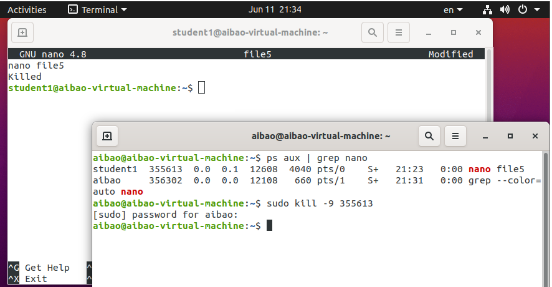 Activities Terminal Jun 11 21:34 en
student1@aibao-virtual-machine: ~
GNU nano 4.8 file5 Modified
nano file5
Killed
student1@aibao-virtual-machine:~$
^G Get Help ^
^X Exit ^
aibao@aibao-virtual-machine: ~
aibao@aibao-virtual-machine:~$ ps aux | grep nano
student1 355613 0.0 0.1 12608 4040 pts/0 S+ 21:23 0:00 nano file5
aibao 356302 0.0 0.0 12108 660 pts/1 S+ 21:31 0:00 grep --color=
auto nano
aibao@aibao-virtual-machine:~$ sudo kill -9 355613
[sudo] password for aibao:
aibao@aibao-virtual-machine:~$